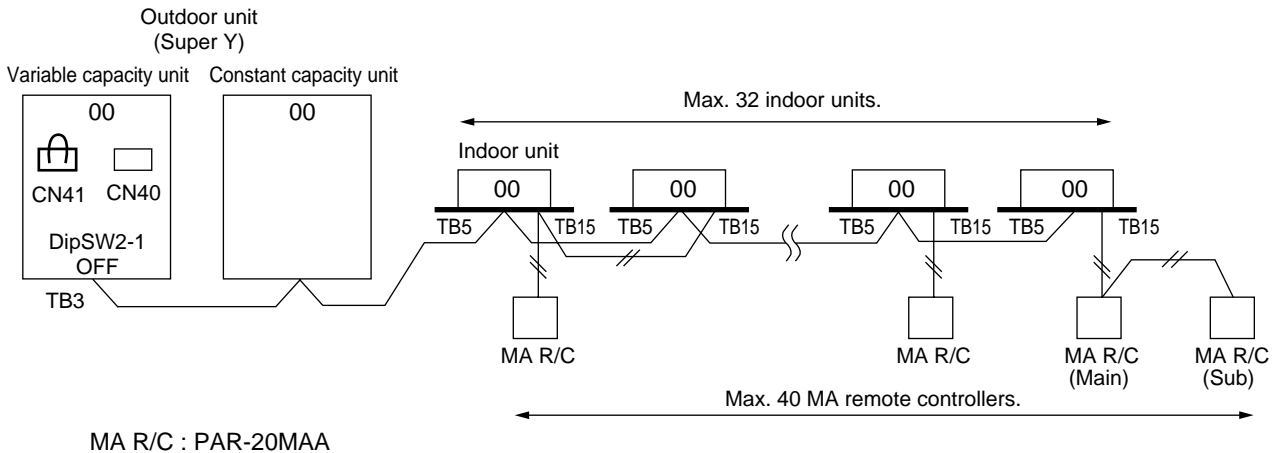 Outdoor unit
(Super Y)
Variable capacity unit
Constant capacity unit
00
00
CN41
CN40
DipSW2-1
OFF
TB3
Max. 32 indoor units.
Indoor unit
00
00
00
00
TB5
TB15
TB5
TB15
TB5
TB15
TB5
TB15
MA R/C
MA R/C
MA R/C
(Main)
MA R/C
(Sub)
Max. 40 MA remote controllers.
MA R/C : PAR-20MAA